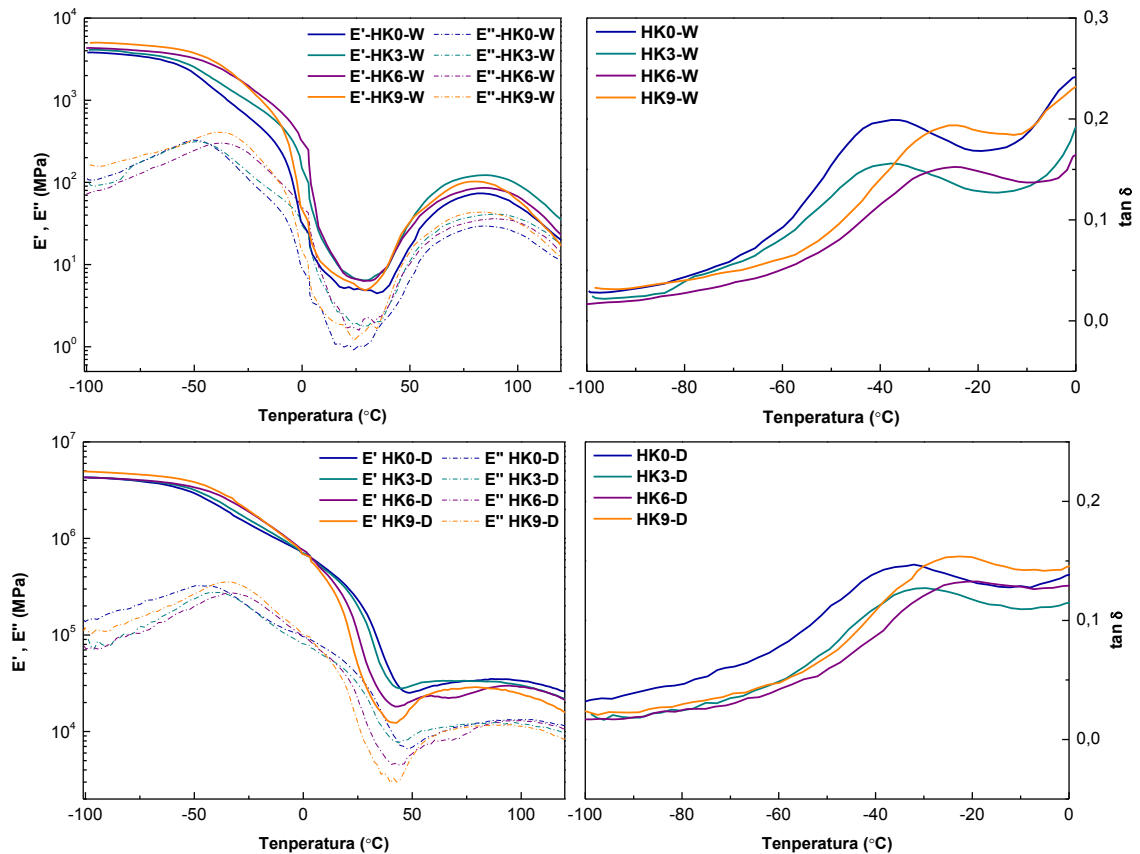 10⁴
10³
10²
10¹
10⁰
E', E'' (MPa)
E'-HK0-W E''-HK0-W
E'-HK3-W E''-HK3-W
E'-HK6-W E''-HK6-W
E'-HK9-W E''-HK9-W
-100 -50 0 50 100
Tenperatura (°C)
HK0-W
HK3-W
HK6-W
HK9-W
0,3
0,2
0,1
0,0
tan δ
-100 -80 -60 -40 -20 0
Tenperatura (°C)
10⁷
10⁶
10⁵
10⁴
E' , E'' (MPa)
E' HK0-D E'' HK0-D
E' HK3-D E'' HK3-D
E' HK6-D E'' HK6-D
E' HK9-D E'' HK9-D
-100 -50 0 50 100
Tenperatura (°C)
HK0-D
HK3-D
HK6-D
HK9-D
0,2
0,1
0,0
tan δ
-100 -80 -60 -40 -20 0
Tenperatura (°C)